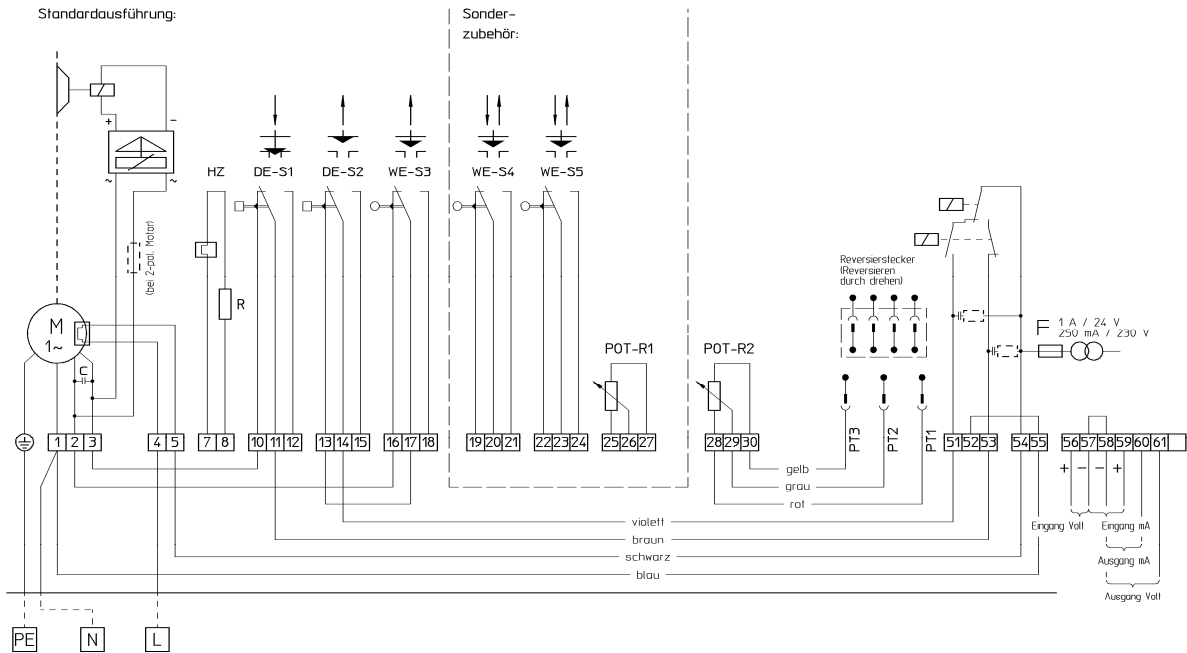 Standardausführung:
Sonder-
zubehör:
+ −
~ ~
HZ DE-S1 DE-S2 WE-S3 WE-S4 WE-S5
(bei 2-pol. Motor)
R
M
1~
C
Reversierstecker
(Reversieren
durch drehen)
F 1 A / 24 V
250 mA / 230 V
POT-R1 POT-R2
PT3 PT2 PT1
1 2 3 4 5 7 8 10 11 12 13 14 15 16 17 18 19 20 21 22 23 24 25 26 27 28 29 30 51 52 53 54 55 56 57 58 59 60 61
+ − − +
gelb
grau
rot
violett
braun
schwarz
blau
Eingang Volt Eingang mA
Ausgang mA
Ausgang Volt
PE N L